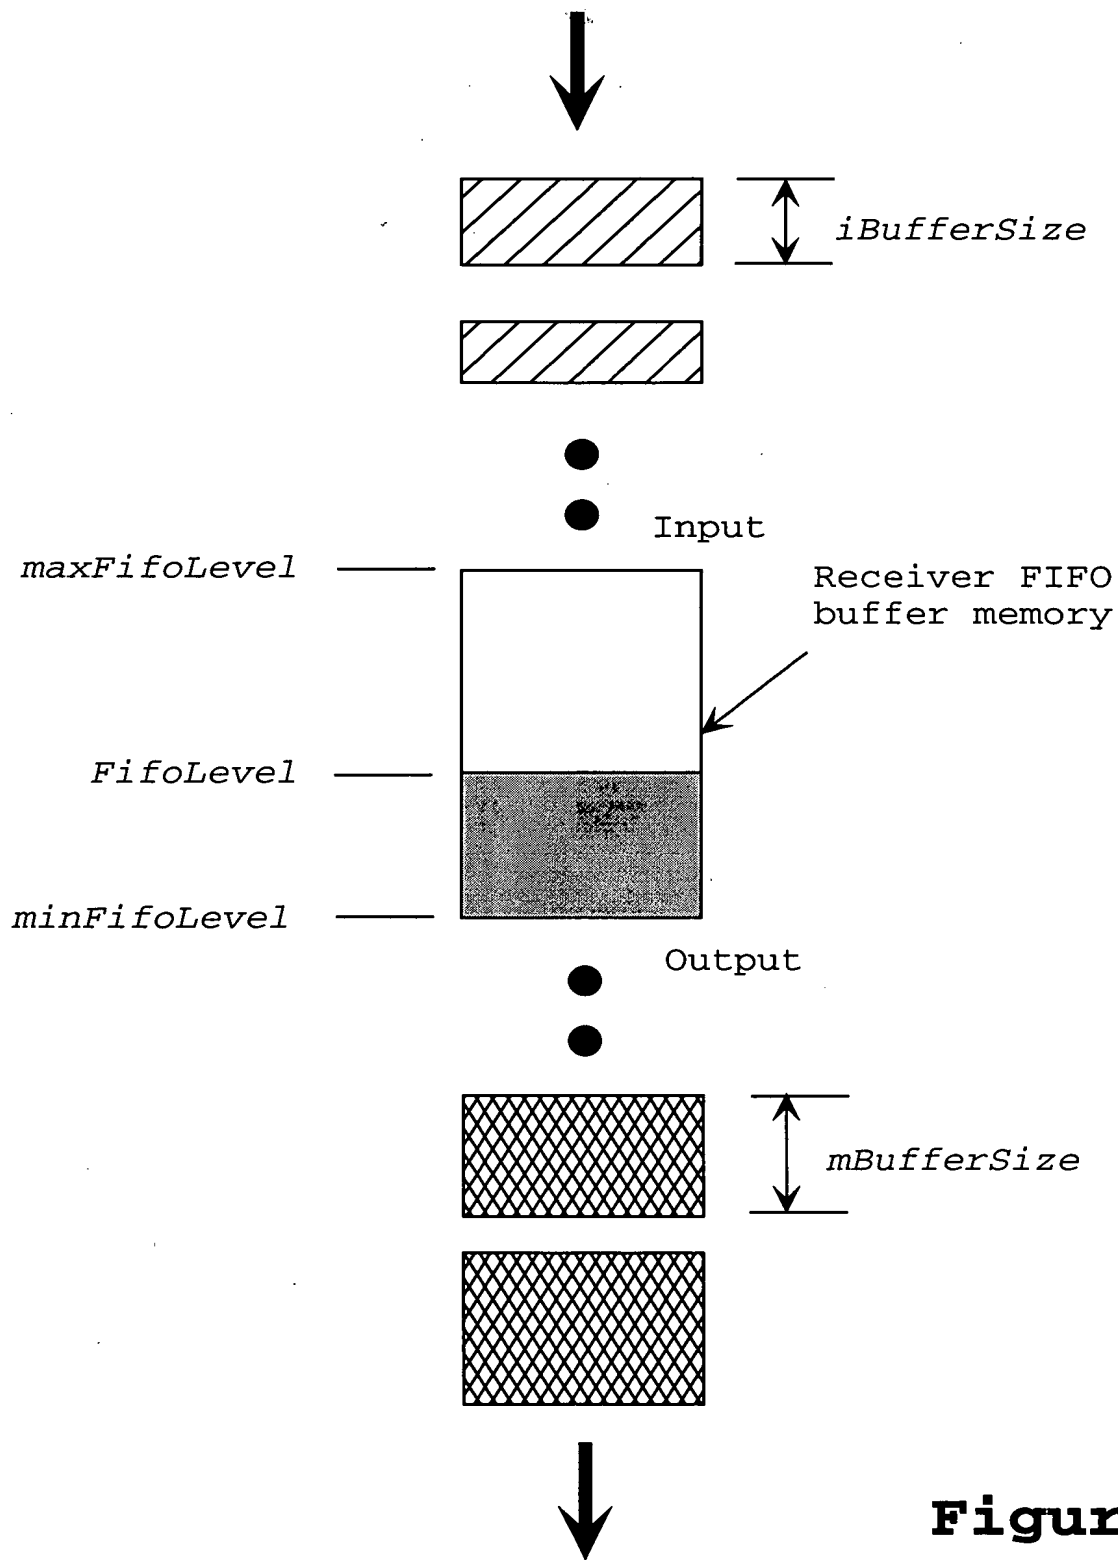 iBufferSize
Input
maxFifoLevel
Receiver FIFO
buffer memory
FifoLevel
minFifoLevel
Output
mBufferSize
Figur